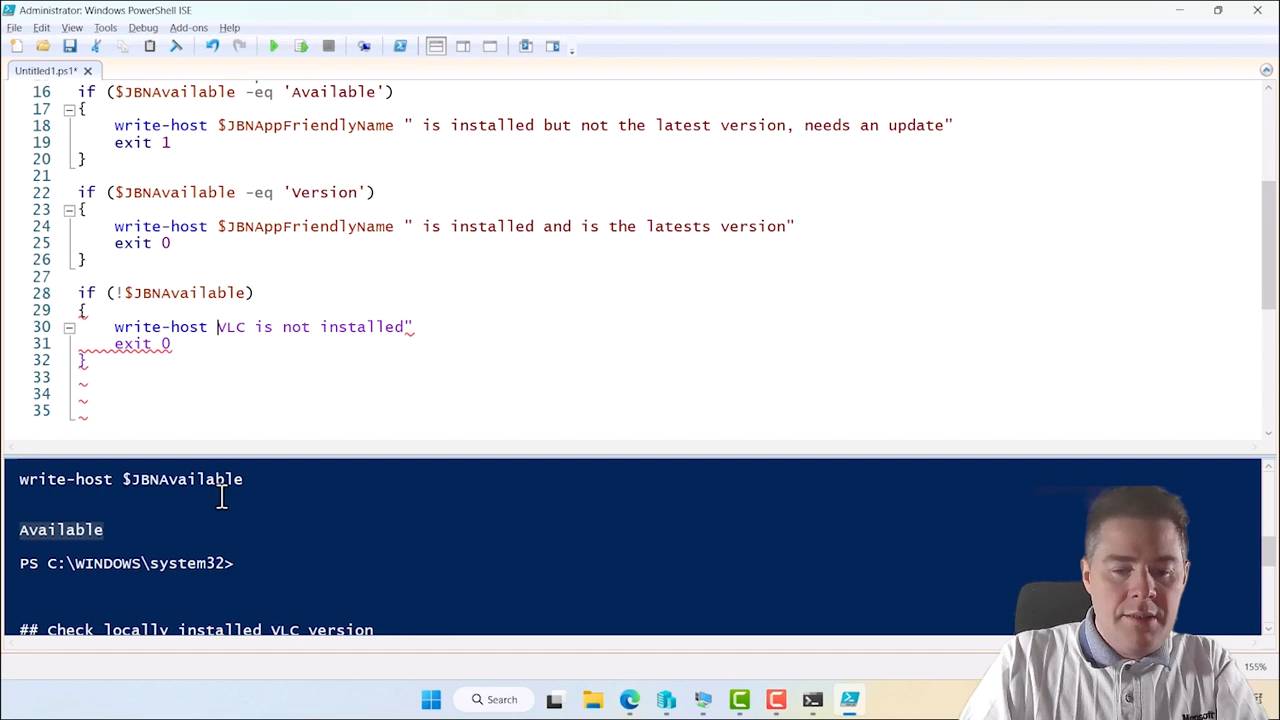 Administrator: Windows PowerShell ISE
File Edit View Tools Debug Add-ons Help
Untitled1.ps1*
16 if ($JBNAvailable -eq 'Available')
17 {
18 write-host $JBNAppFriendlyName " is installed but not the latest version, needs an update"
19 exit 1
20 }
21
22 if ($JBNAvailable -eq 'Version')
23 {
24 write-host $JBNAppFriendlyName " is installed and is the latests version"
25 exit 0
26 }
27
28 if (!$JBNAvailable)
29 {
30 write-host VLC is not installed"
31 exit 0
32 }
33
34
35
write-host $JBNAvailable
Available
PS C:\WINDOWS\system32>
## Check locally installed VLC version
155%
Search
Microsoft